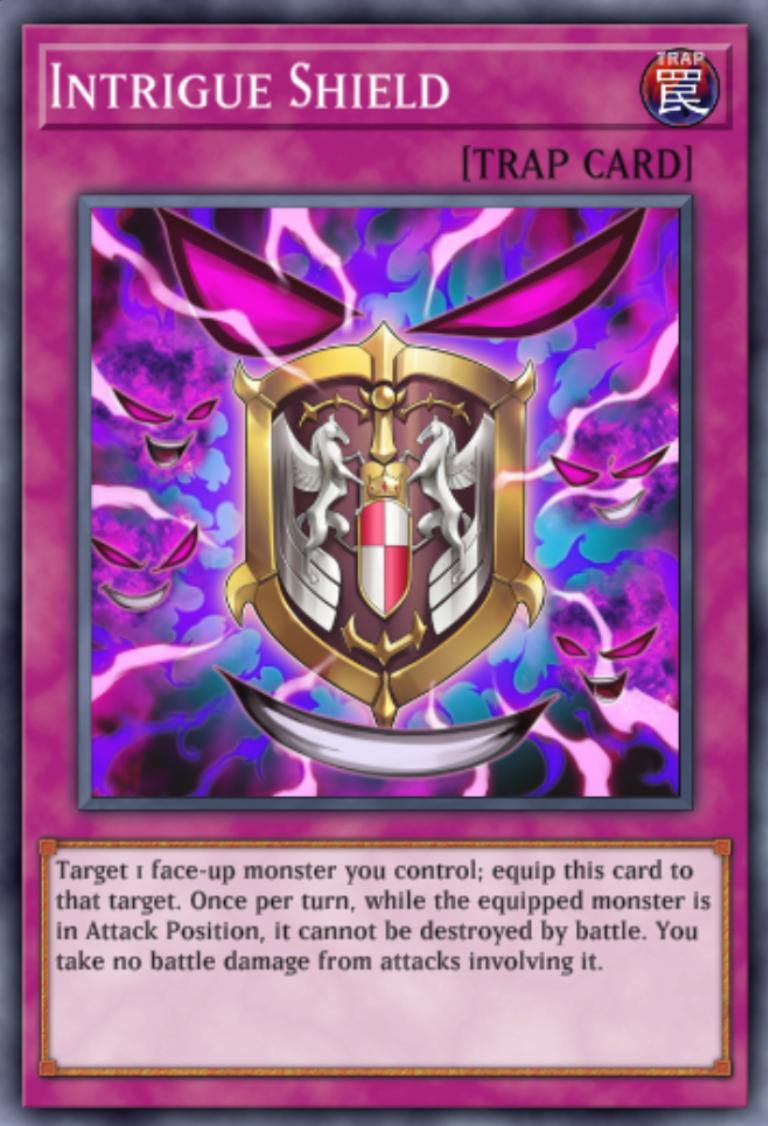 INTRIGUE SHIELD
TRAP
罠
[TRAP CARD]
Target 1 face-up monster you control; equip this card to
that target. Once per turn, while the equipped monster is
in Attack Position, it cannot be destroyed by battle. You
take no battle damage from attacks involving it.